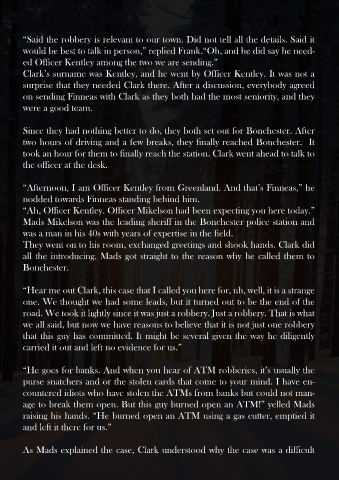 “Said the robbery is relevant to our town. Did not tell all the details. Said it
would be best to talk in person,” replied Frank.“Oh, and he did say he need-
ed Officer Kentley among the two we are sending.”
Clark’s surname was Kentley, and he went by Officer Kentley. It was not a
surprise that they needed Clark there. After a discussion, everybody agreed
on sending Finneas with Clark as they both had the most seniority, and they
were a good team.
Since they had nothing better to do, they both set out for Bonchester. After
two hours of driving and a few breaks, they finally reached Bonchester. It
took an hour for them to finally reach the station. Clark went ahead to talk to
the officer at the desk.
“Afternoon, I am Officer Kentley from Greenland. And that’s Finneas,” he
nodded towards Finneas standing behind him.
“Ah, Officer Kentley. Officer Mikelson had been expecting you here today.”
Mads Mikelson was the leading sheriff in the Bonchester police station and
was a man in his 40s with years of expertise in the field.
They went on to his room, exchanged greetings and shook hands. Clark did
all the introducing. Mads got straight to the reason why he called them to
Bonchester.
“Hear me out Clark, this case that I called you here for, uh, well, it is a strange
one. We thought we had some leads, but it turned out to be the end of the
road. We took it lightly since it was just a robbery. Just a robbery. That is what
we all said, but now we have reasons to believe that it is not just one robbery
that this guy has committed. It might be several given the way he diligently
carried it out and left no evidence for us.”
“He goes for banks. And when you hear of ATM robberies, it’s usually the
purse snatchers and or the stolen cards that come to your mind. I have en-
countered idiots who have stolen the ATMs from banks but could not man-
age to break them open. But this guy burned open an ATM!” yelled Mads
raising his hands. “He burned open an ATM using a gas cutter, emptied it
and left it there for us.”
As Mads explained the case, Clark understood why the case was a difficult